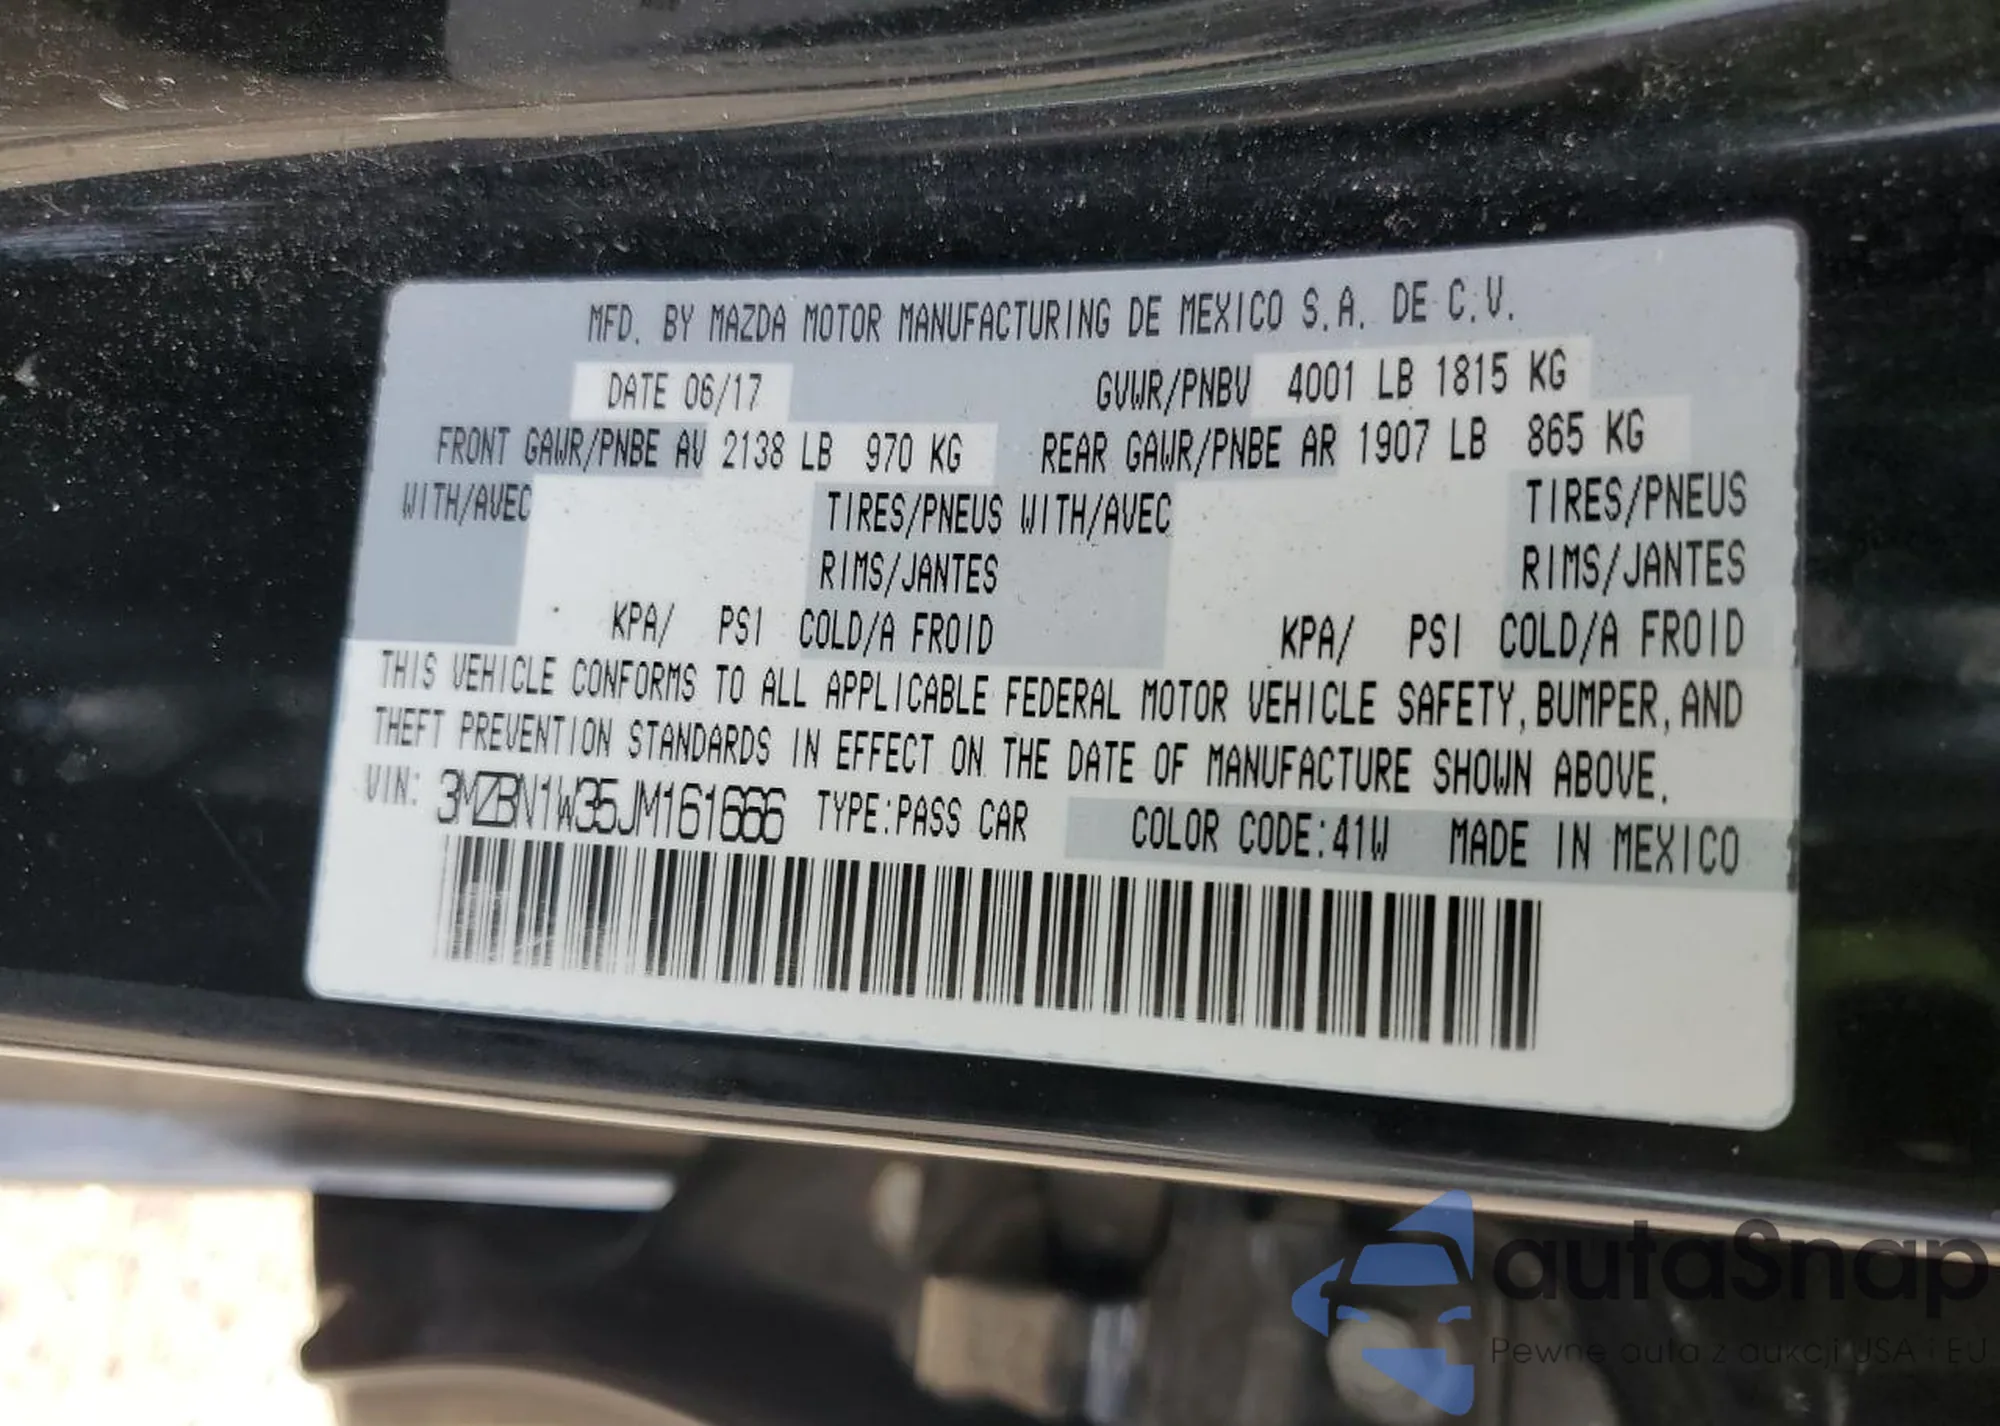 MFD. BY MAZDA MOTOR MANUFACTURING DE MEXICO S.A. DE C.V.
DATE 06/17 GVWR/PNBV 4001 LB 1815 KG
FRONT GAWR/PNBE AV 2138 LB 970 KG REAR GAWR/PNBE AR 1907 LB 865 KG
WITH/AVEC TIRES/PNEUS WITH/AVEC TIRES/PNEUS
RIMS/JANTES RIMS/JANTES
KPA/ PSI COLD/A FROID KPA/ PSI COLD/A FROID
THIS VEHICLE CONFORMS TO ALL APPLICABLE FEDERAL MOTOR VEHICLE SAFETY, BUMPER, AND
THEFT PREVENTION STANDARDS IN EFFECT ON THE DATE OF MANUFACTURE SHOWN ABOVE.
VIN: 3MZBN1W35JM161666 TYPE:PASS CAR COLOR CODE:41W MADE IN MEXICO
autaSnap
Pewne auta z aukcji USA i EU